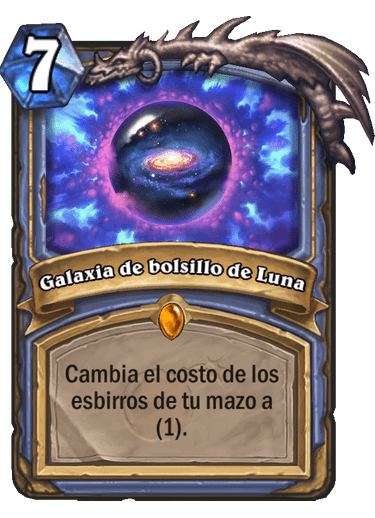 7
Galaxia de bolsillo de Luna
Cambia el costo de los
esbirros de tu mazo a
(1).